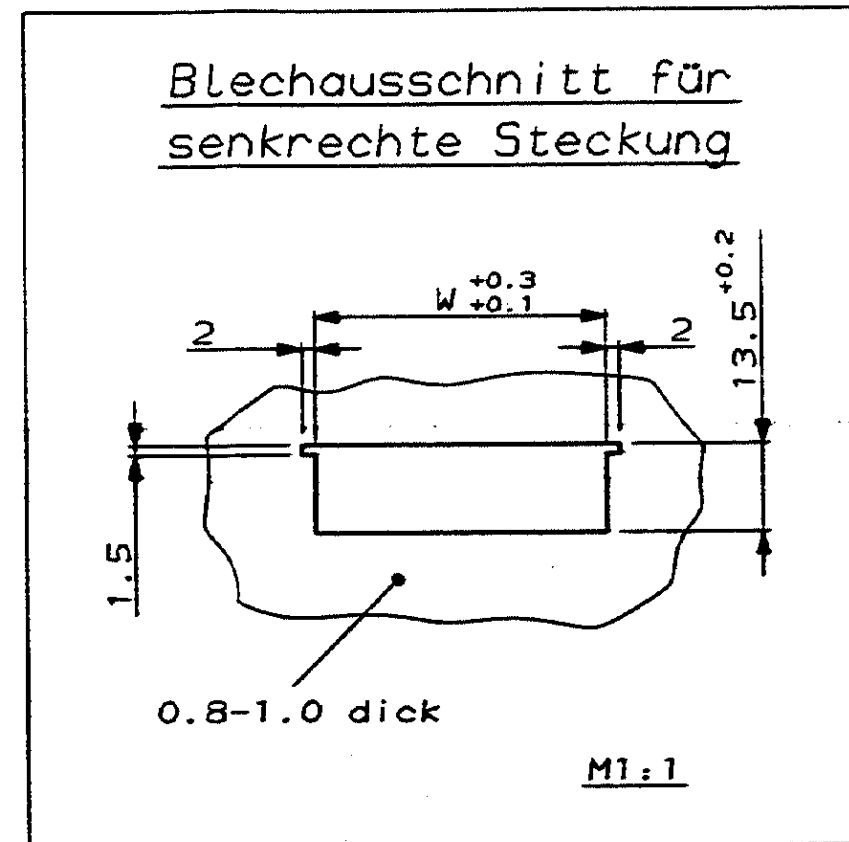 Blechausschnitt für
senkrechte Steckung
W +0.3 +0.1
2
2
13.5 +0.2
1.5
0.8-1.0 dick
M1:1